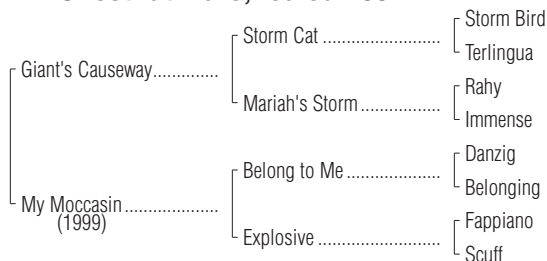 Storm Bird
Storm Cat ........................
Terlingua
Giant's Causeway.............
Rahy
Mariah's Storm ................
Immense
Danzig
Belong to Me ...................
Belonging
My Moccasin ..................
(1999)
Fappiano
Explosive ........................
Scuff